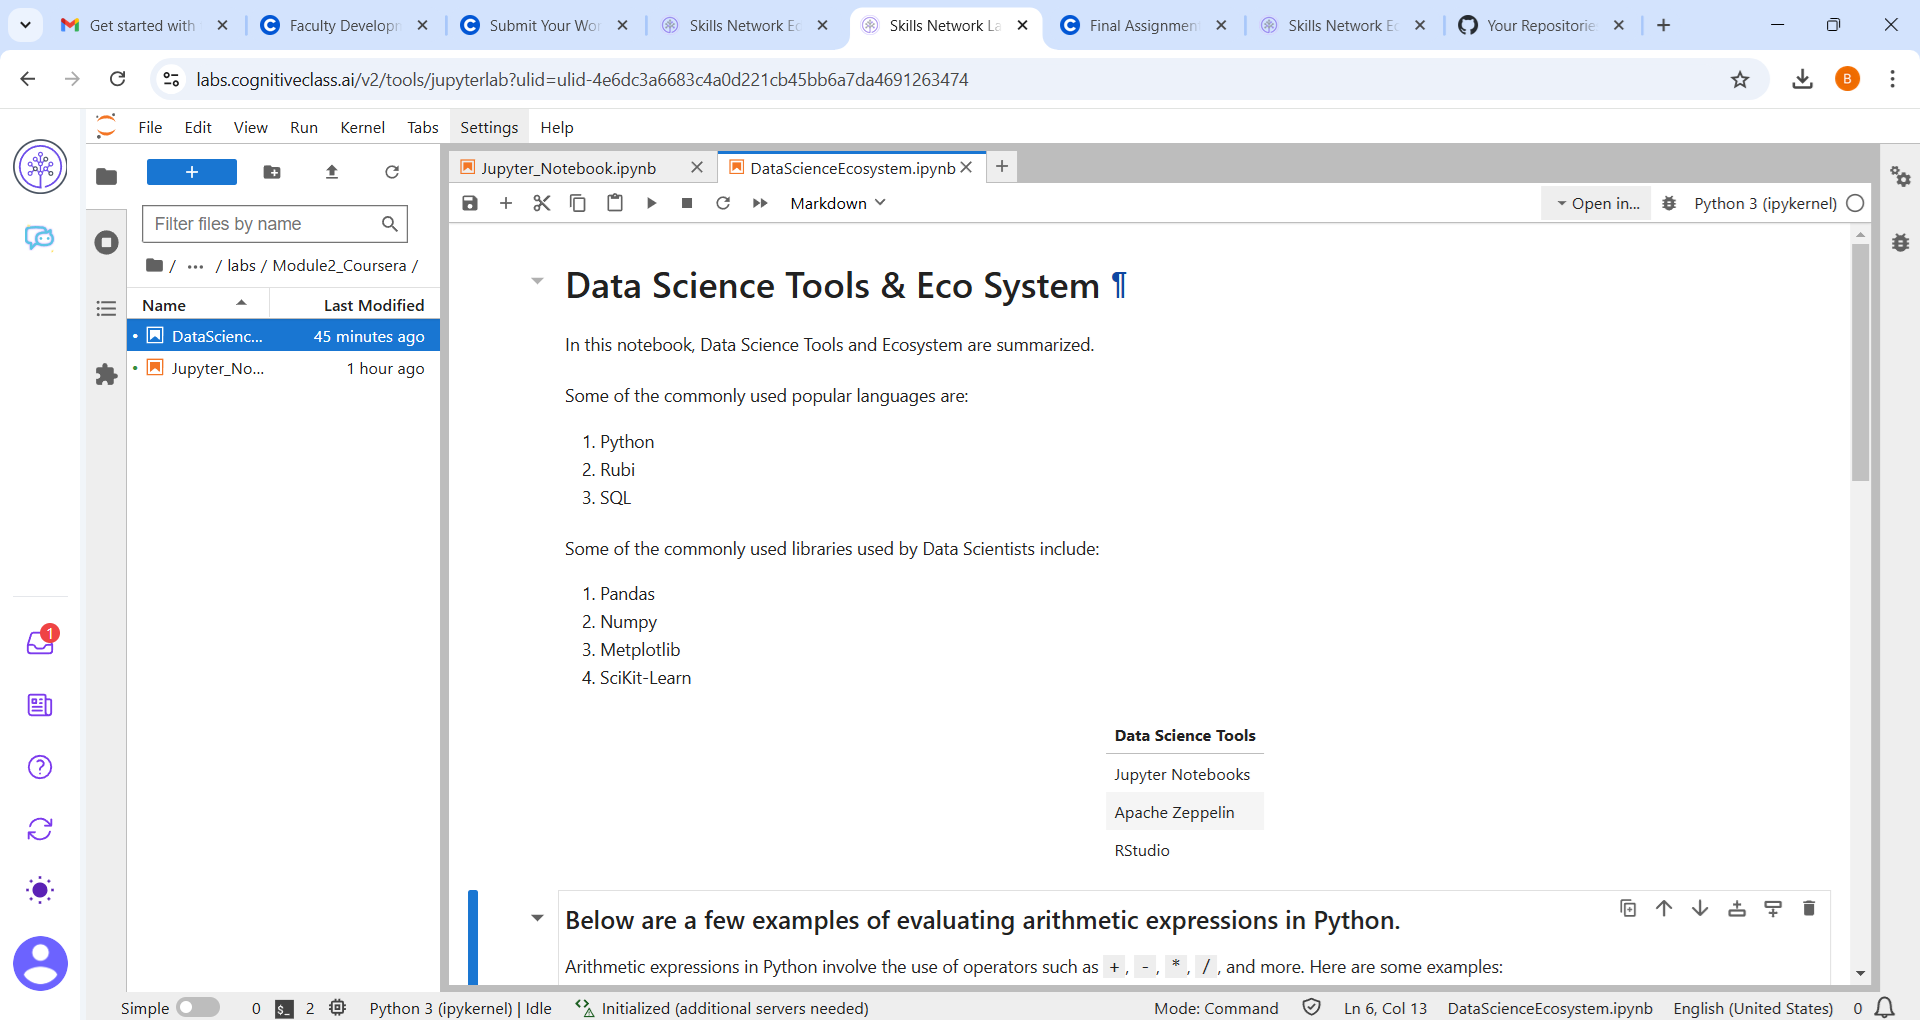 Get started with
Faculty Developm
Submit Your Wor
Skills Network Ed
Skills Network La
Final Assignmen
Skills Network Ec
Your Repositorie
labs.cognitiveclass.ai/v2/tools/jupyterlab?ulid=ulid-4e6dc3a6683c4a0d221cb45bb6a7da4691263474
B
File Edit View Run Kernel Tabs Settings Help
Filter files by name
/ ... / labs / Module2_Coursera /
Name Last Modified
DataScienc... 45 minutes ago
Jupyter_No... 1 hour ago
1
Jupyter_Notebook.ipynb
DataScienceEcosystem.ipynb
Markdown
Open in...
Python 3 (ipykernel)
Data Science Tools & Eco System ¶
In this notebook, Data Science Tools and Ecosystem are summarized.
Some of the commonly used popular languages are:
1. Python
2. Rubi
3. SQL
Some of the commonly used libraries used by Data Scientists include:
1. Pandas
2. Numpy
3. Metplotlib
4. SciKit-Learn
Data Science Tools
Jupyter Notebooks
Apache Zeppelin
RStudio
Below are a few examples of evaluating arithmetic expressions in Python.
Arithmetic expressions in Python involve the use of operators such as +, -, *, /, and more. Here are some examples:
Simple 0 $_ 2 Python 3 (ipykernel) | Idle Initialized (additional servers needed) Mode: Command Ln 6, Col 13 DataScienceEcosystem.ipynb English (United States) 0